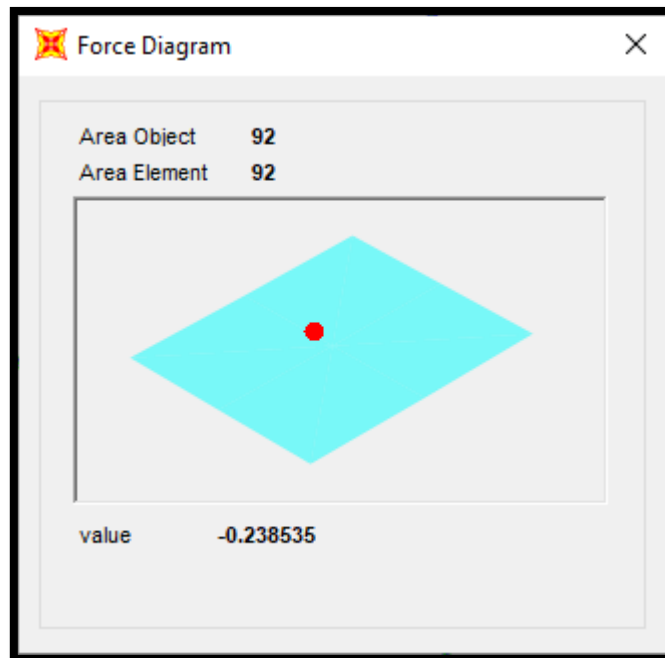 Force Diagram
Area Object 92
Area Element 92
value -0.238535